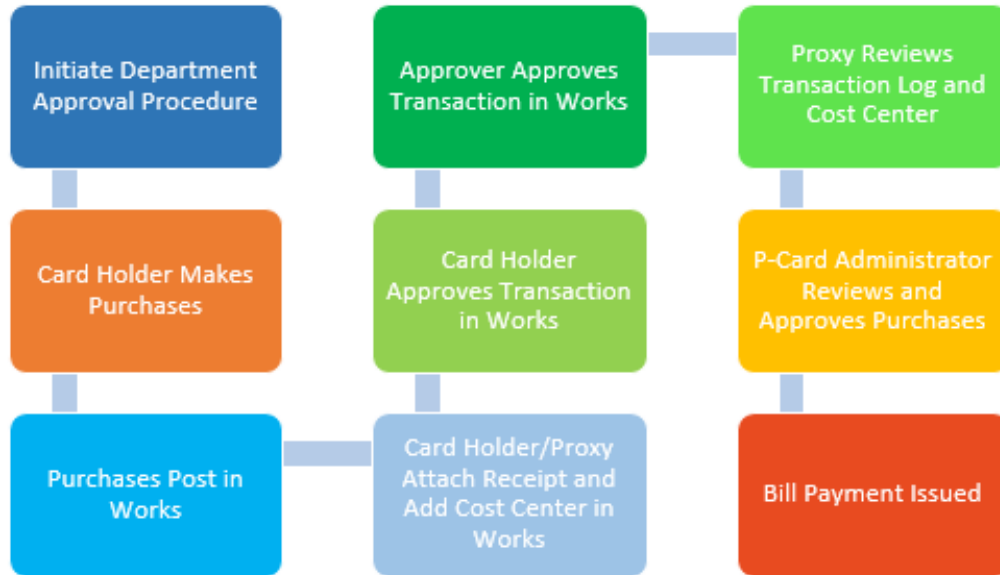 Initiate Department
Approval Procedure
Card Holder Makes
Purchases
Purchases Post in
Works
Card Holder/Proxy
Attach Receipt and
Add Cost Center in
Works
Card Holder
Approves Transaction
in Works
Approver Approves
Transaction in Works
Proxy Reviews
Transaction Log and
Cost Center
P-Card Administrator
Reviews and
Approves Purchases
Bill Payment Issued